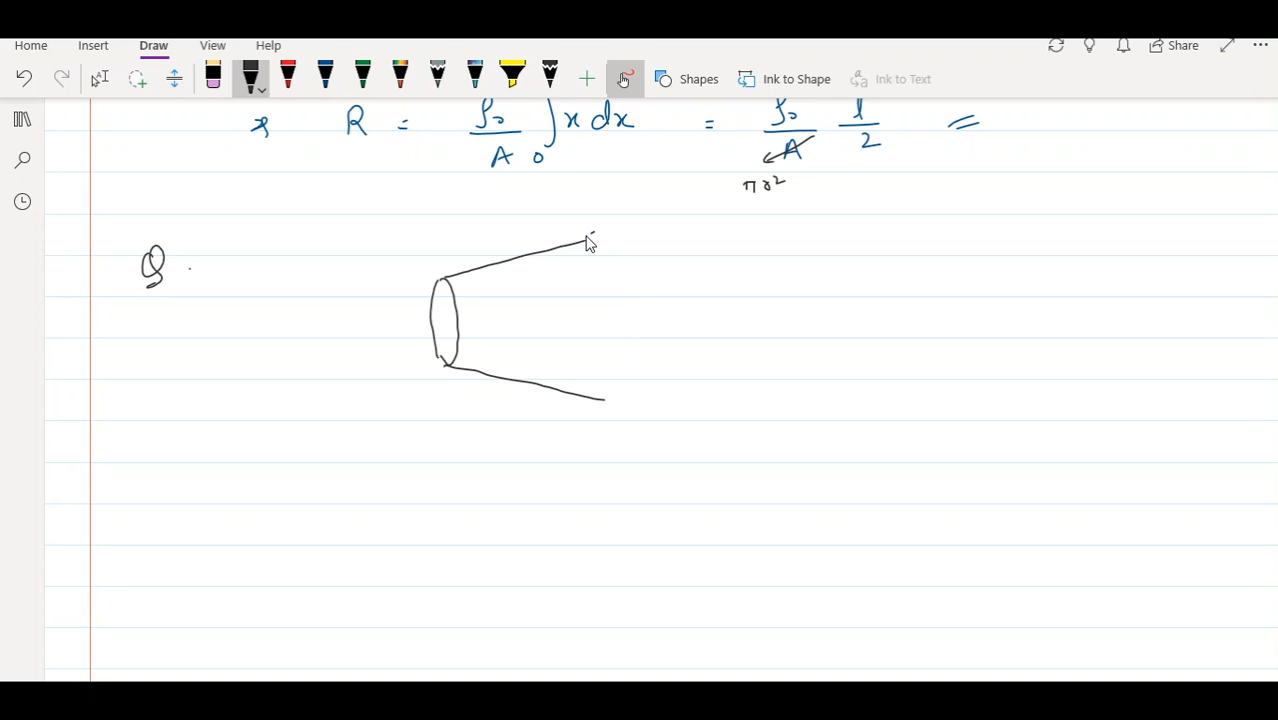 Home Insert Draw View Help Share
Ink to Shape Shapes Ink to Text
R = ρ₀/A ∫₀ x dx = ρ₀/A l/2 =
πr²
Q.